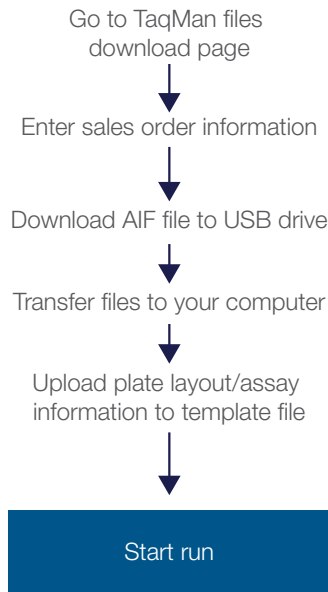 Go to TaqMan files
download page
Enter sales order information
Download AIF file to USB drive
Transfer files to your computer
Upload plate layout/assay
information to template file
Start run